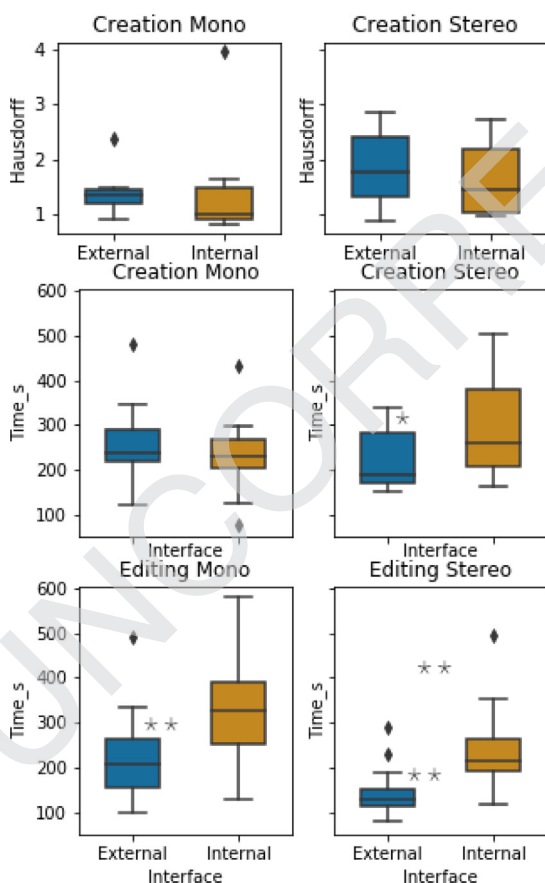 Creation Mono
Creation Stereo
Hausdorff
4
3
2
1
External
Internal
Hausdorff
External
Internal
Creation Mono
Creation Stereo
Time_s
600
500
400
300
200
100
Interface
Time_s
*
Interface
Editing Mono
Editing Stereo
Time_s
600
500
400
300
200
100
* *
External
Internal
Interface
Time_s
* *
* *
External
Internal
Interface
UNCORPF